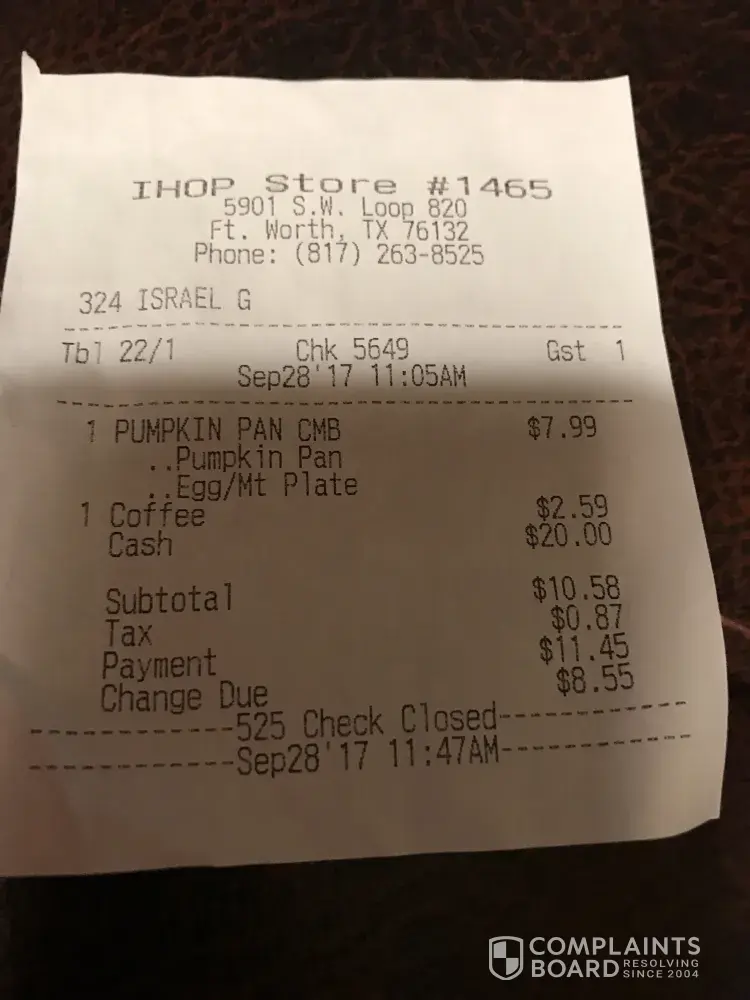 IHOP Store #1465
5901 S.W. Loop 820
Ft. Worth, TX 76132
Phone: (817) 263-8525
324 ISRAEL G
Tbl 22/1 Chk 5649 Gst 1
Sep28'17 11:05AM
1 PUMPKIN PAN CMB $7.99
..Pumpkin Pan
..Egg/Mt Plate
1 Coffee $2.59
Cash $20.00
Subtotal $10.58
Tax $0.87
Payment $11.45
Change Due $8.55
------------525 Check Closed------------
------------Sep28'17 11:47AM------------
COMPLAINTS
BOARD RESOLVING
SINCE 2004